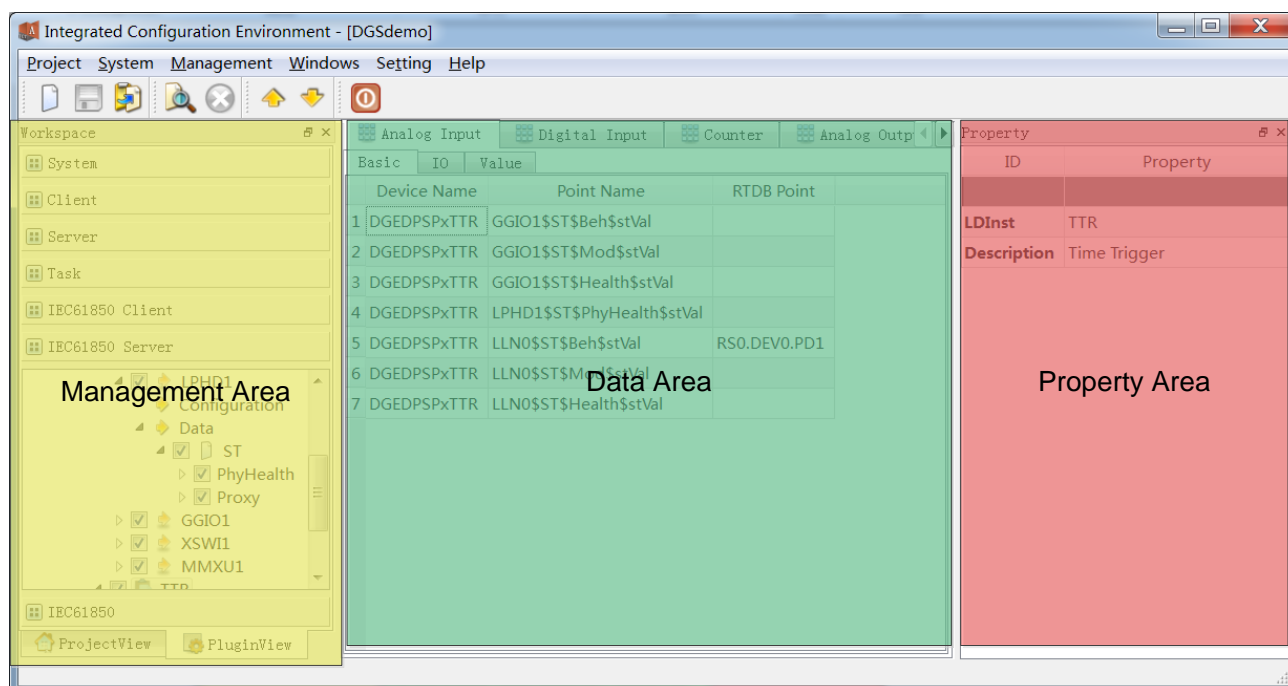 Integrated Configuration Environment - [DGSdemo]
Project System Management Windows Setting Help
Workspace
System
Client
Server
Task
IEC61850 Client
IEC61850 Server
LPHD1
Configuration
Data
ST
PhyHealth
Proxy
GGIO1
XSWI1
MMXU1
TTR
IEC61850
ProjectView PluginView
Management Area
Analog Input Digital Input Counter Analog Outp
Basic IO Value
Device Name Point Name RTDB Point
1 DGEDPSPxTTR GGIO1$ST$Beh$stVal
2 DGEDPSPxTTR GGIO1$ST$Mod$stVal
3 DGEDPSPxTTR GGIO1$ST$Health$stVal
4 DGEDPSPxTTR LPHD1$ST$PhyHealth$stVal
5 DGEDPSPxTTR LLN0$ST$Beh$stVal RS0.DEV0.PD1
6 DGEDPSPxTTR LLN0$ST$Mod$stVal
7 DGEDPSPxTTR LLN0$ST$Health$stVal
Data Area
Property
ID Property
LDInst TTR
Description Time Trigger
Property Area